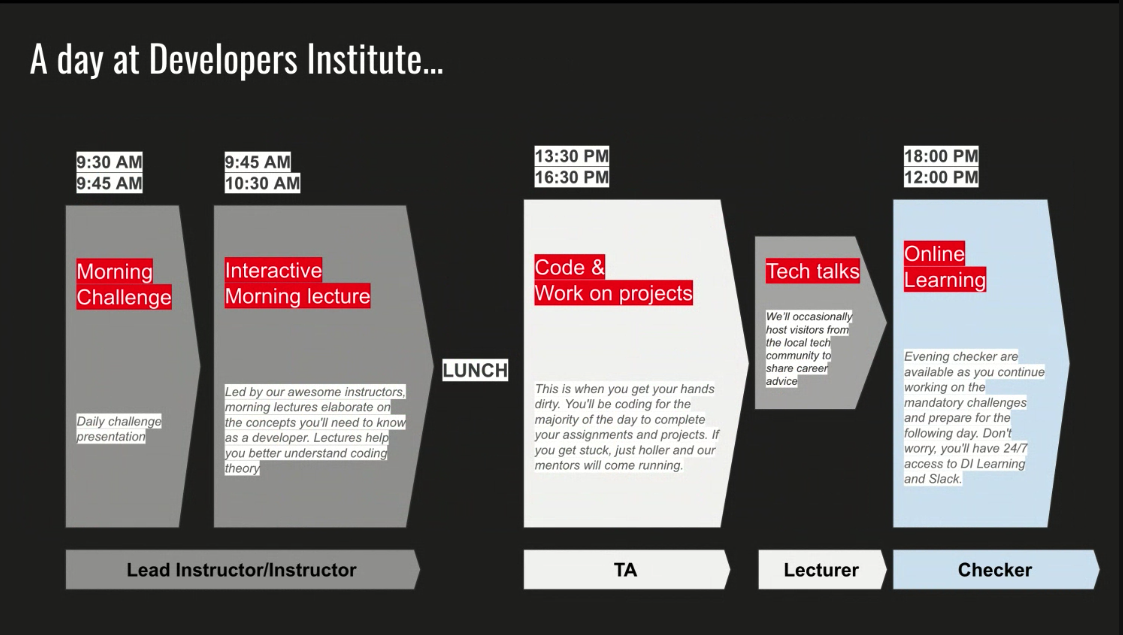 A day at Developers Institute...
9:30 AM
9:45 AM
Morning
Challenge
Daily challenge
presentation
9:45 AM
10:30 AM
Interactive
Morning lecture
Led by our awesome instructors,
morning lectures elaborate on
the concepts you'll need to know
as a developer. Lectures help
you better understand coding
theory
LUNCH
13:30 PM
16:30 PM
Code &
Work on projects
This is when you get your hands
dirty. You'll be coding for the
majority of the day to complete
your assignments and projects. If
you get stuck, just holler and our
mentors will come running.
Tech talks
We'll occasionally
host visitors from
the local tech
community to
share career
advice
18:00 PM
12:00 PM
Online
Learning
Evening checker are
available as you continue
working on the
mandatory challenges
and prepare for the
following day. Don't
worry, you'll have 24/7
access to DI Learning
and Slack.
Lead Instructor/Instructor
TA
Lecturer
Checker